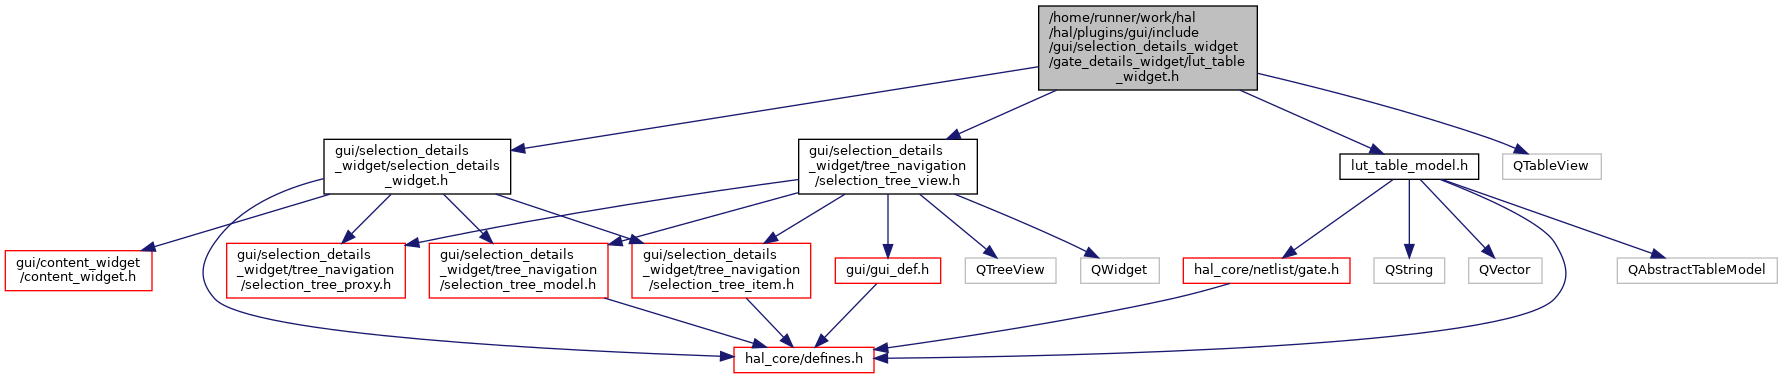 /home/runner/work/hal
/hal/plugins/gui/include
/gui/selection_details_widget
/gate_details_widget/lut_table
_widget.h
gui/selection_details
_widget/selection_details
_widget.h
gui/selection_details
_widget/tree_navigation
/selection_tree_view.h
lut_table_model.h
QTableView
gui/content_widget
/content_widget.h
gui/selection_details
_widget/tree_navigation
/selection_tree_proxy.h
gui/selection_details
_widget/tree_navigation
/selection_tree_model.h
gui/selection_details
_widget/tree_navigation
/selection_tree_item.h
gui/gui_def.h
QTreeView
QWidget
hal_core/netlist/gate.h
QString
QVector
QAbstractTableModel
hal_core/defines.h